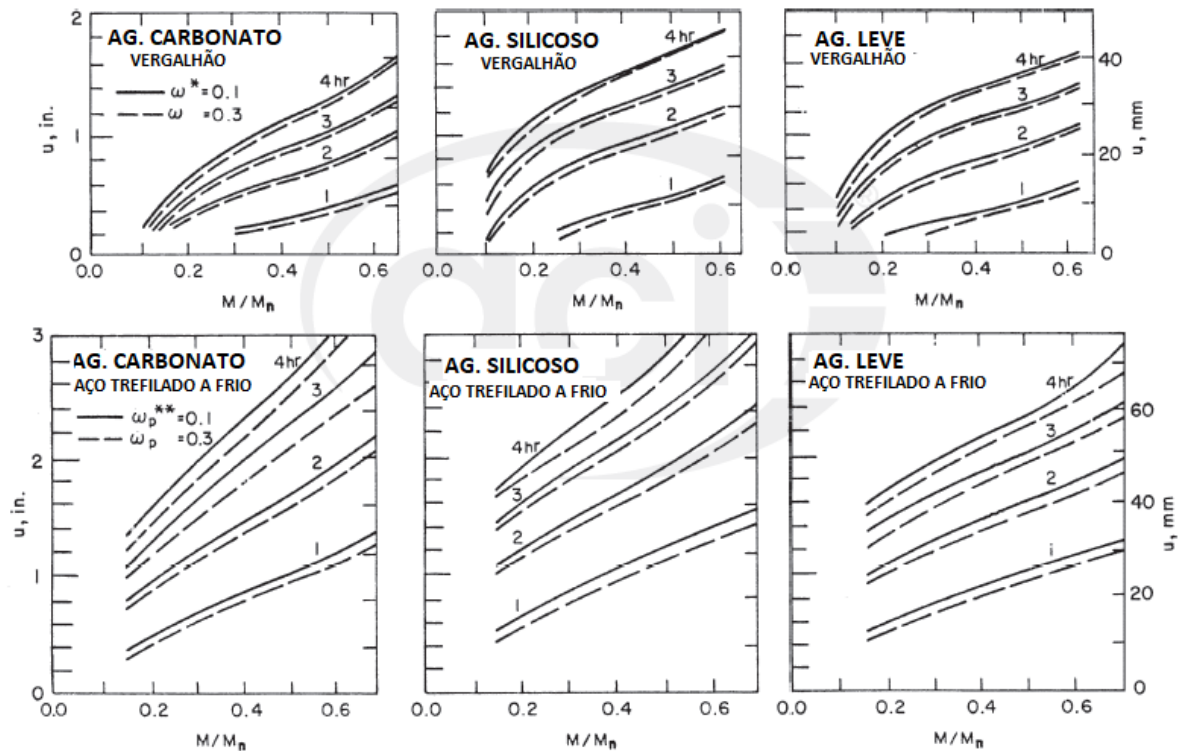 2
AG. CARBONATO
VERGALHÃO
ω* =0.1
ω =0.3
4 hr
3
2
1
u, in.
1
0
0.0 0.2 0.4 0.6
M/Mn
AG. SILICOSO
VERGALHÃO
4 hr
3
2
1
0.0 0.2 0.4 0.6
M/Mn
AG. LEVE
VERGALHÃO
4 hr
3
2
1
40
20
0
u, mm
0.0 0.2 0.4 0.6
M/Mn
aci
®
3
AG. CARBONATO
AÇO TREFILADO A FRIO
ωp** =0.1
ωp =0.3
4hr
3
2
1
2
u, in.
1
0
0.0 0.2 0.4 0.6
M/Mn
AG. SILICOSO
AÇO TREFILADO A FRIO
4 hr
3
2
1
0.0 0.2 0.4 0.6
M/Mn
AG. LEVE
AÇO TREFILADO A FRIO
4hr
3
2
i
60
40
20
0
u, mm
0.0 0.2 0.4 0.6
M/Mn